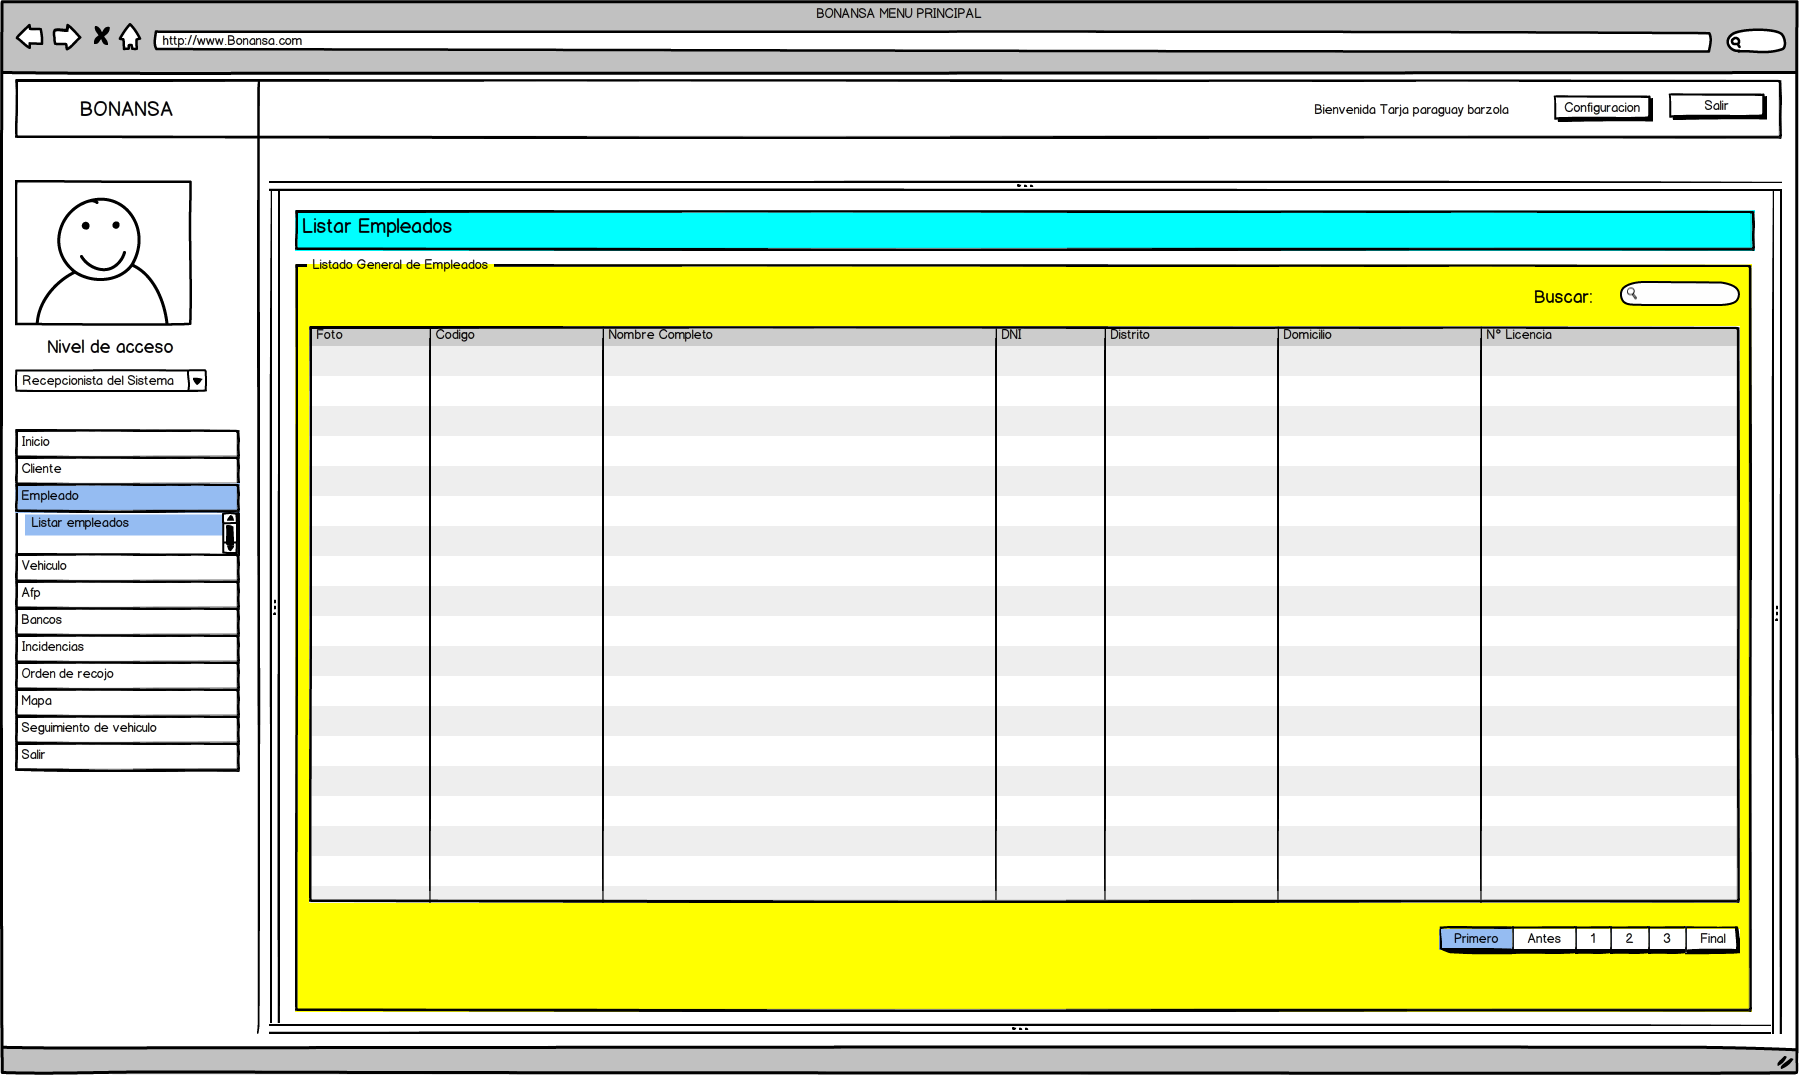 BONANSA MENU PRINCIPAL
http://www.Bonansa.com
BONANSA
Bienvenida Tarja paraguay barzola
Configuracion
Salir
Nivel de acceso
Recepcionista del Sistema
Inicio
Cliente
Empleado
Listar empleados
Vehiculo
Afp
Bancos
Incidencias
Orden de recojo
Mapa
Seguimiento de vehiculo
Salir
Listar Empleados
Listado General de Empleados
Buscar:
Foto Codigo Nombre Completo DNI Distrito Domicilio N° Licencia
Primero Antes 1 2 3 Final